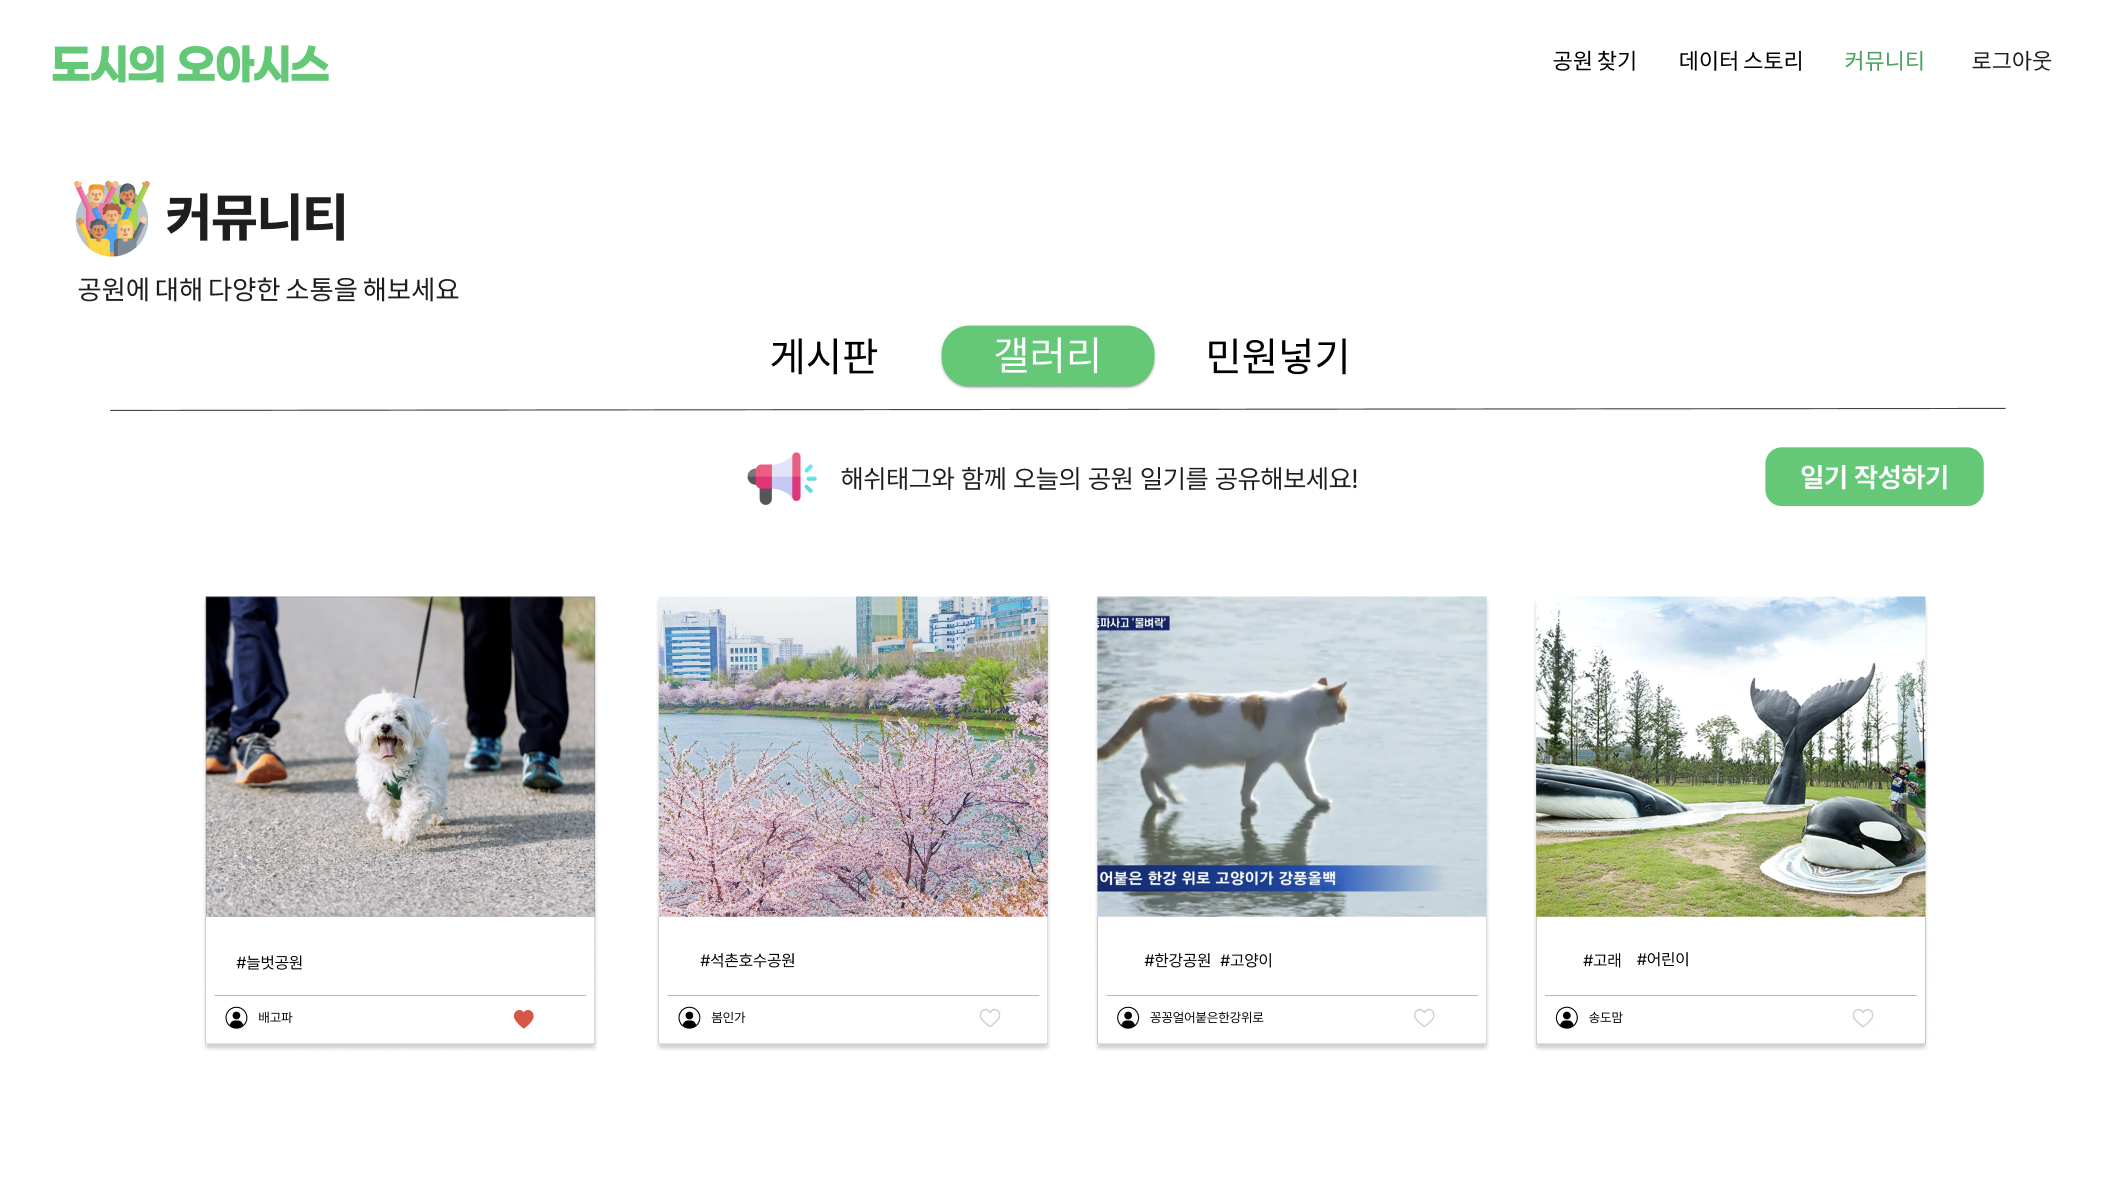 도시의 오아시스
공원 찾기 데이터 스토리 커뮤니티 로그아웃
커뮤니티
공원에 대해 다양한 소통을 해보세요
게시판 갤러리 민원넣기
해쉬태그와 함께 오늘의 공원 일기를 공유해보세요!
일기 작성하기
동파사고 '물벼락'
어붙은 한강 위로 고양이가 강풍올백
#늘벗공원
배고파
#석촌호수공원
봄인가
#한강공원 #고양이
꽁꽁얼어붙은한강위로
#고래 #어린이
송도맘